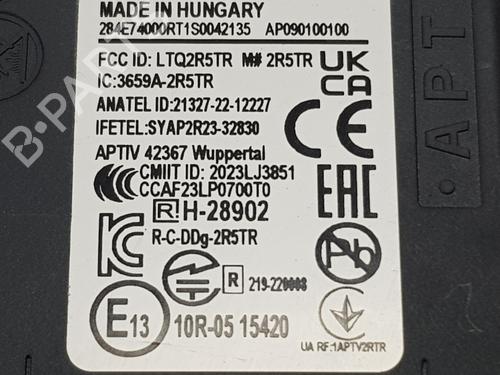 MADE IN HUNGARY
284E74000RT1S0042135 AP090100100
FCC ID: LTQ2R5TR M# 2R5TR
UK
CA
IC:3659A-2R5TR
ANATEL ID:21327-22-12227
IFETEL:SYAP2R23-32830
CE
APTIV 42367 Wuppertal
CMIIT ID: 2023LJ3851
CCAF23LP0700T0
EAC
R H-28902
R-C-DDg-2R5TR
Pb
R 219-220008
E13 10R-05 15420
UA RF:1APTV2RTR
APT